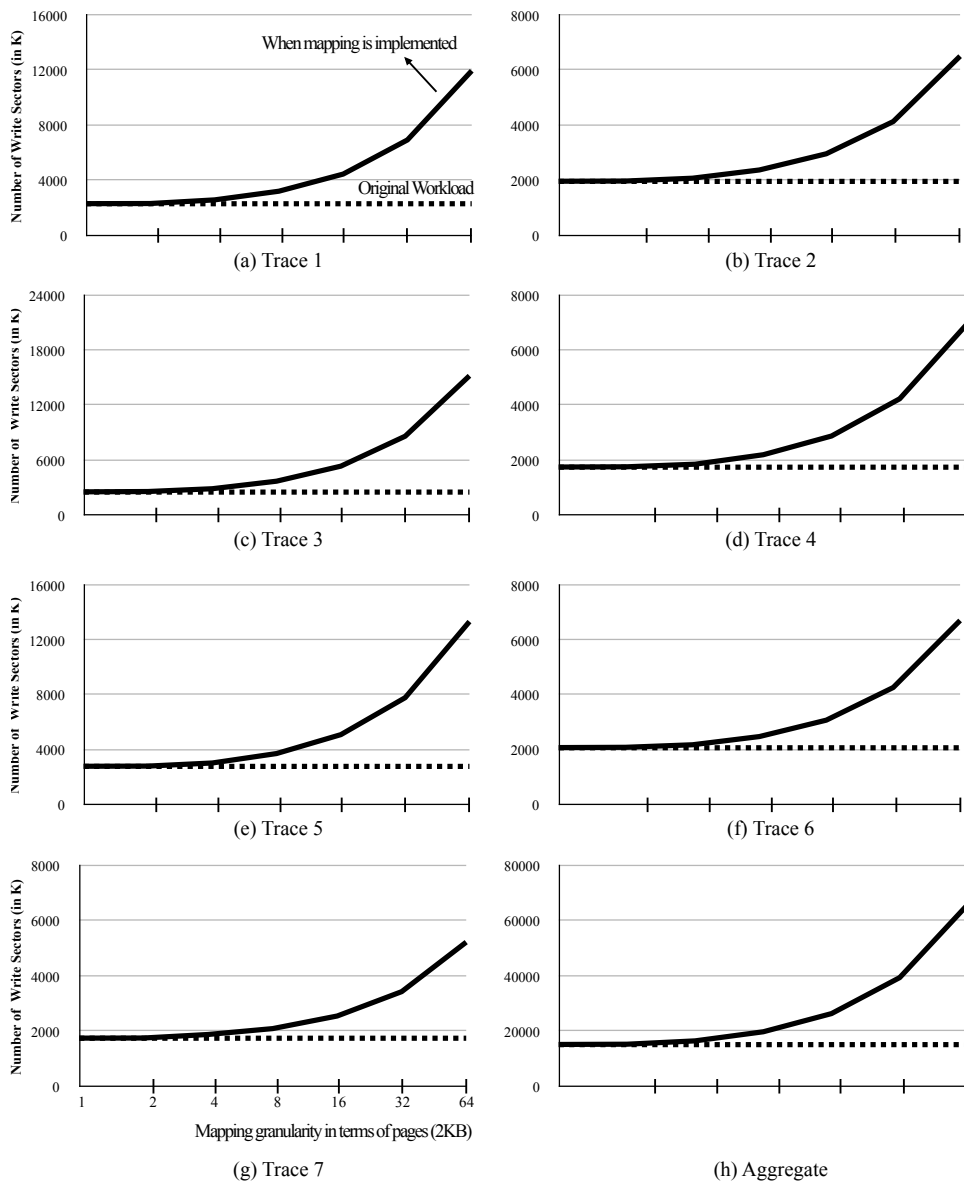 16000
12000
8000
4000
0
Number of Write Sectors (in K)
When mapping is implemented
Original Workload
(a) Trace 1
8000
6000
4000
2000
0
(b) Trace 2
24000
18000
12000
6000
0
Number of Write Sectors (in K)
(c) Trace 3
8000
6000
4000
2000
0
(d) Trace 4
16000
12000
8000
4000
0
Number of Write Sectors (in K)
(e) Trace 5
8000
6000
4000
2000
0
(f) Trace 6
8000
6000
4000
2000
0
Number of Write Sectors (in K)
1 2 4 8 16 32 64
Mapping granularity in terms of pages (2KB)
(g) Trace 7
80000
60000
40000
20000
0
(h) Aggregate